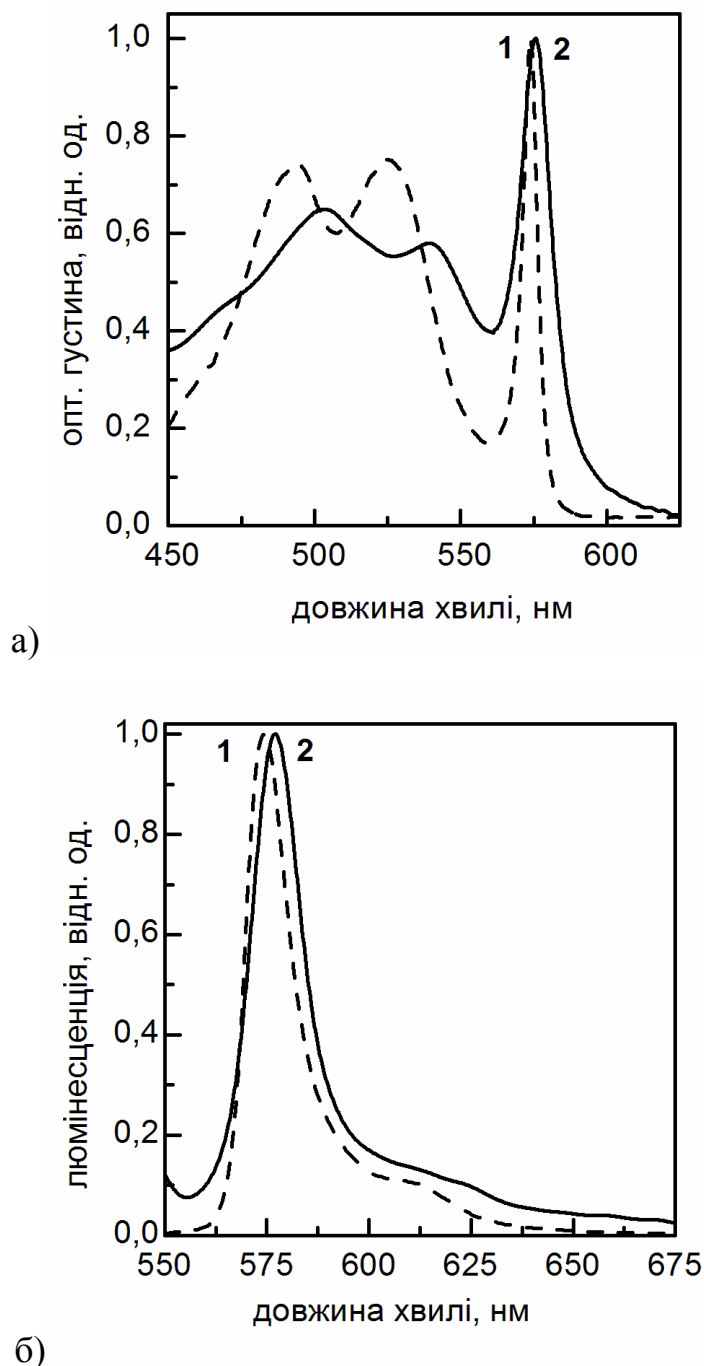 1,0
1 2
0,8
0,6
0,4
0,2
0,0
опт. густина, відн. од.
450 500 550 600
довжина хвилі, нм
а)
1,0
1 2
0,8
0,6
0,4
0,2
0,0
люмінесценція, відн. од.
550 575 600 625 650 675
довжина хвилі, нм
б)